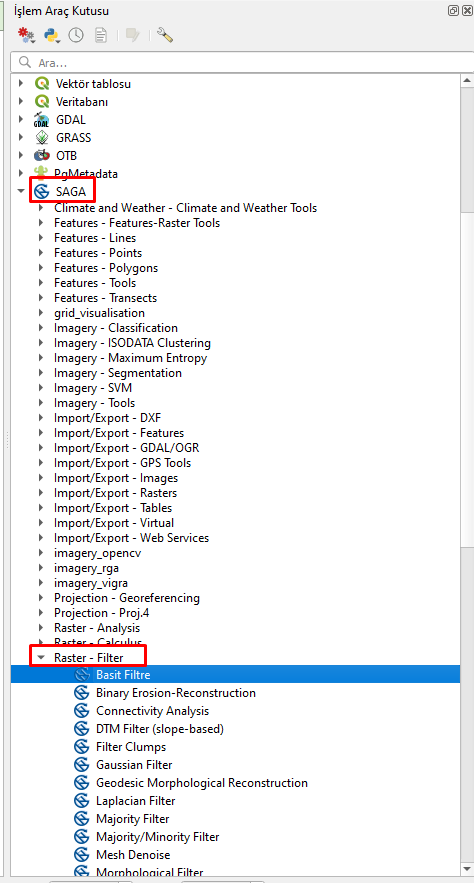 İşlem Araç Kutusu
Ara...
Vektör tablosu
Veritabanı
GDAL
GRASS
OTB
PgMetadata
SAGA
Climate and Weather - Climate and Weather Tools
Features - Features-Raster Tools
Features - Lines
Features - Points
Features - Polygons
Features - Tools
Features - Transects
grid_visualisation
Imagery - Classification
Imagery - ISODATA Clustering
Imagery - Maximum Entropy
Imagery - Segmentation
Imagery - SVM
Imagery - Tools
Import/Export - DXF
Import/Export - Features
Import/Export - GDAL/OGR
Import/Export - GPS Tools
Import/Export - Images
Import/Export - Rasters
Import/Export - Tables
Import/Export - Virtual
Import/Export - Web Services
imagery_opencv
imagery_rga
imagery_vigra
Projection - Georeferencing
Projection - Proj.4
Raster - Analysis
Raster - Calculus
Raster - Filter
Basit Filtre
Binary Erosion-Reconstruction
Connectivity Analysis
DTM Filter (slope-based)
Filter Clumps
Gaussian Filter
Geodesic Morphological Reconstruction
Laplacian Filter
Majority Filter
Majority/Minority Filter
Mesh Denoise
Morphological Filter